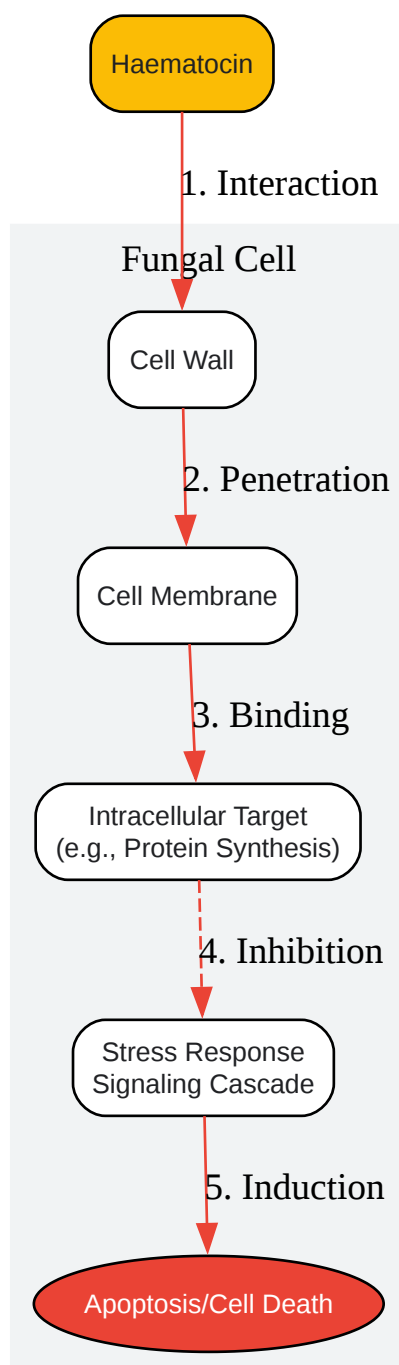 Haematocin
1. Interaction
Fungal Cell
Cell Wall
2. Penetration
Cell Membrane
3. Binding
Intracellular Target
(e.g., Protein Synthesis)
4. Inhibition
Stress Response
Signaling Cascade
5. Induction
Apoptosis/Cell Death